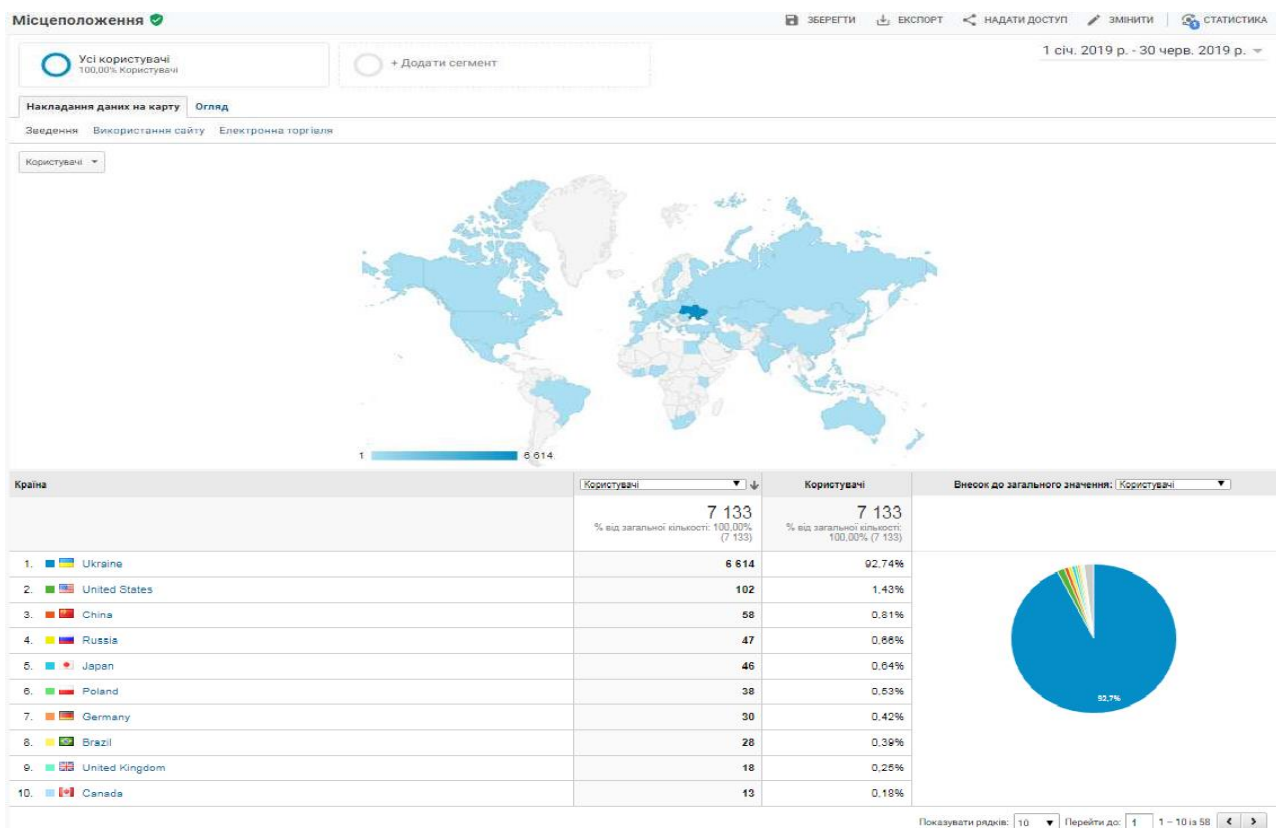 Місцеположення
ЗБЕРЕГТИ ЕКСПОРТ НАДАТИ ДОСТУП ЗМІНИТИ СТАТИСТИКА
Усі користувачі
100,00% Користувачі
+ Додати сегмент
1 січ. 2019 р. - 30 черв. 2019 р.
Накладання даних на карту Огляд
Зведення Використання сайту Електронна торгівля
Користувачі
1 6 614
Країна Користувачі Користувачі Внесок до загального значення: Користувачі
7 133 7 133
% від загальної кількості: 100,00% (7 133) % від загальної кількості: 100,00% (7 133)
1. Ukraine 6 614 92,74%
2. United States 102 1,43%
3. China 58 0,81%
4. Russia 47 0,66%
5. Japan 46 0,64%
6. Poland 38 0,53%
7. Germany 30 0,42%
8. Brazil 28 0,39%
9. United Kingdom 18 0,25%
10. Canada 13 0,18%
92,7%
Показувати рядків: 10 Перейти до: 1 1 – 10 із 58